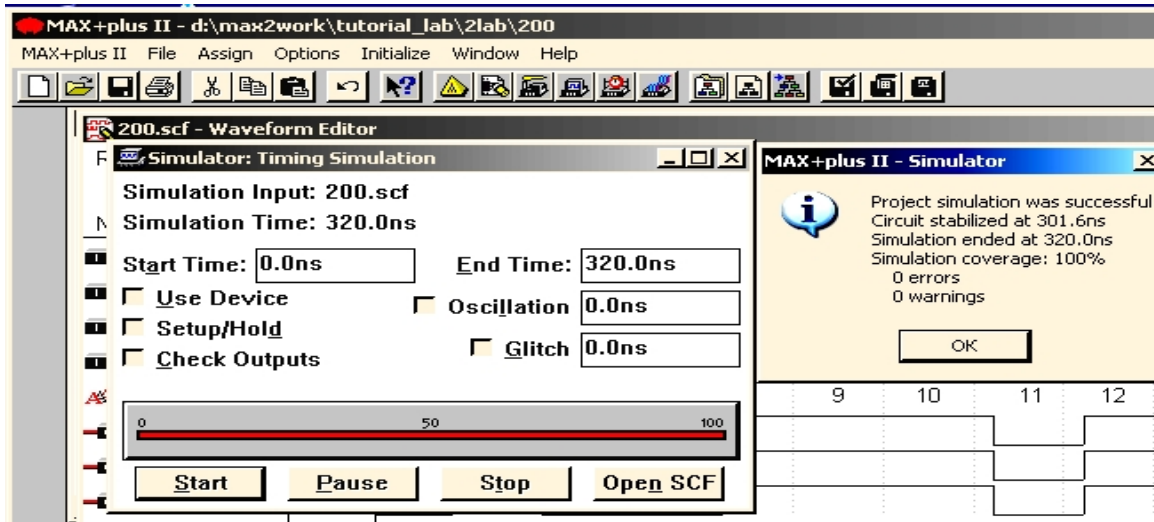 MAX+plus II - d:\max2work\tutorial_lab\2lab\200
MAX+plus II File Assign Options Initialize Window Help
200.scf - Waveform Editor
Simulator: Timing Simulation
Simulation Input: 200.scf
Simulation Time: 320.0ns
Start Time: 0.0ns End Time: 320.0ns
Use Device
Oscillation 0.0ns
Setup/Hold
Glitch 0.0ns
Check Outputs
0 50 100
Start Pause Stop Open SCF
MAX+plus II - Simulator
Project simulation was successful
Circuit stabilized at 301.6ns
Simulation ended at 320.0ns
Simulation coverage: 100%
0 errors
0 warnings
OK
9 10 11 12